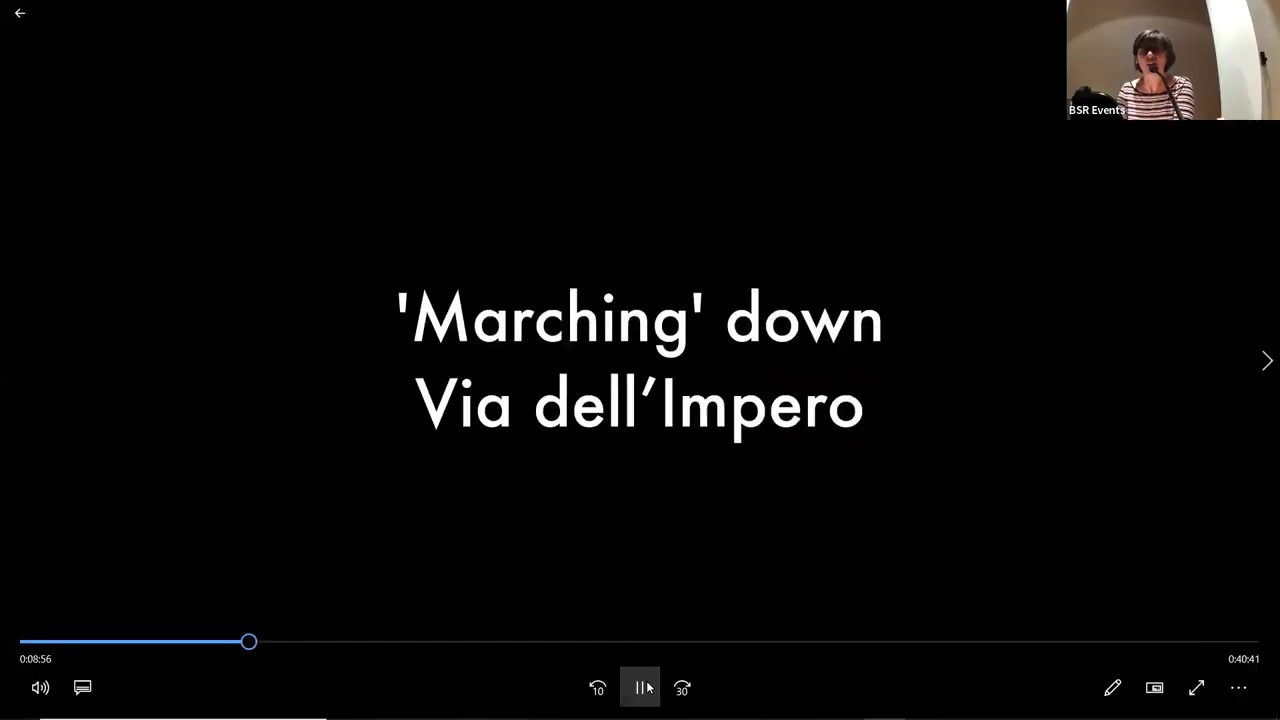 BSR Events
'Marching' down
Via dell’Impero
0:08:56
0:40:41
10
30